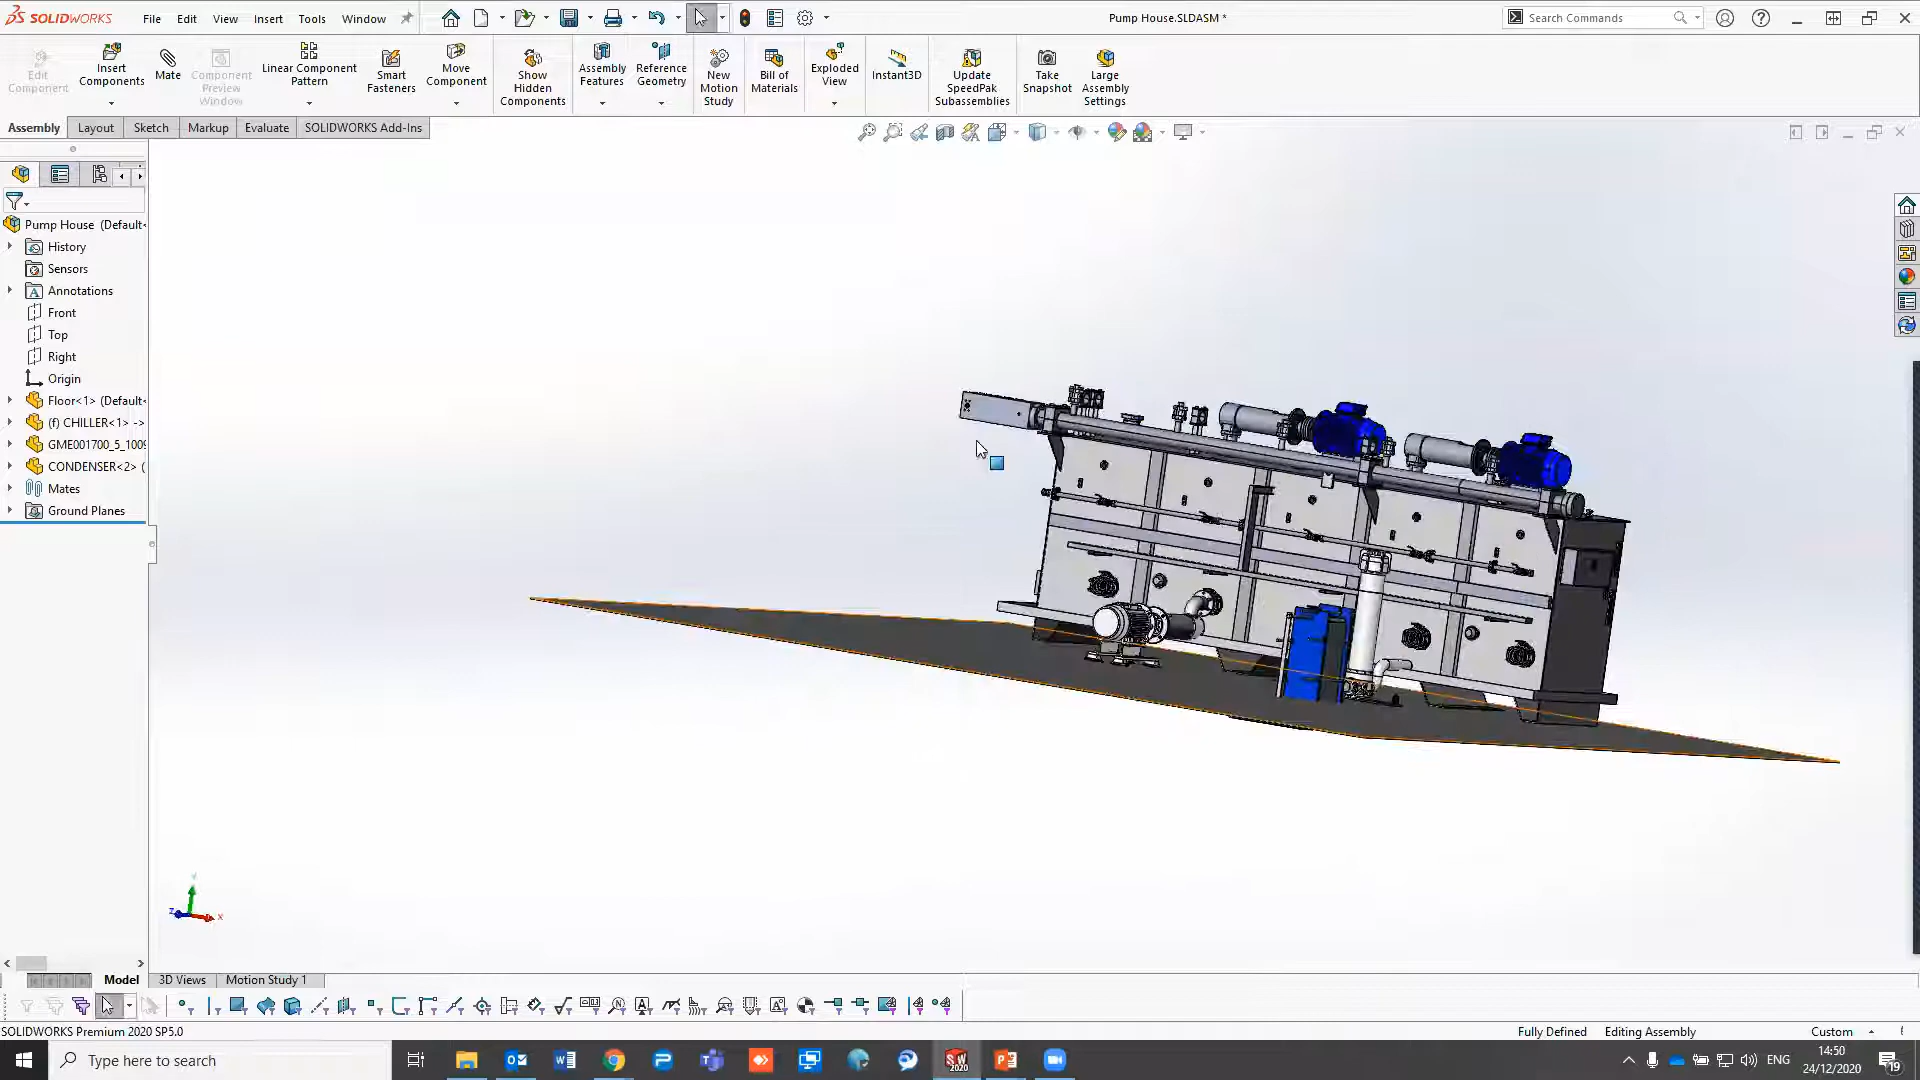 SOLIDWORKS File Edit View Insert Tools Window Pump House.SLDASM * Search Commands
Edit Component
Insert Components
Mate
Component Preview Window
Linear Component Pattern
Smart Fasteners
Move Component
Show Hidden Components
Assembly Features
Reference Geometry
New Motion Study
Bill of Materials
Exploded View
Instant3D
Update SpeedPak Subassemblies
Take Snapshot
Large Assembly Settings
Assembly Layout Sketch Markup Evaluate SOLIDWORKS Add-Ins
Pump House (Default<
History
Sensors
Annotations
Front
Top
Right
Origin
Floor<1> (Default<
(f) CHILLER<1> ->
GME001700_5_1009
CONDENSER<2> (
Mates
Ground Planes
Y
Z
X
Model 3D Views Motion Study 1
SOLIDWORKS Premium 2020 SP5.0 Fully Defined Editing Assembly Custom
Type here to search
SW 2020
ENG
14:50
24/12/2020
19